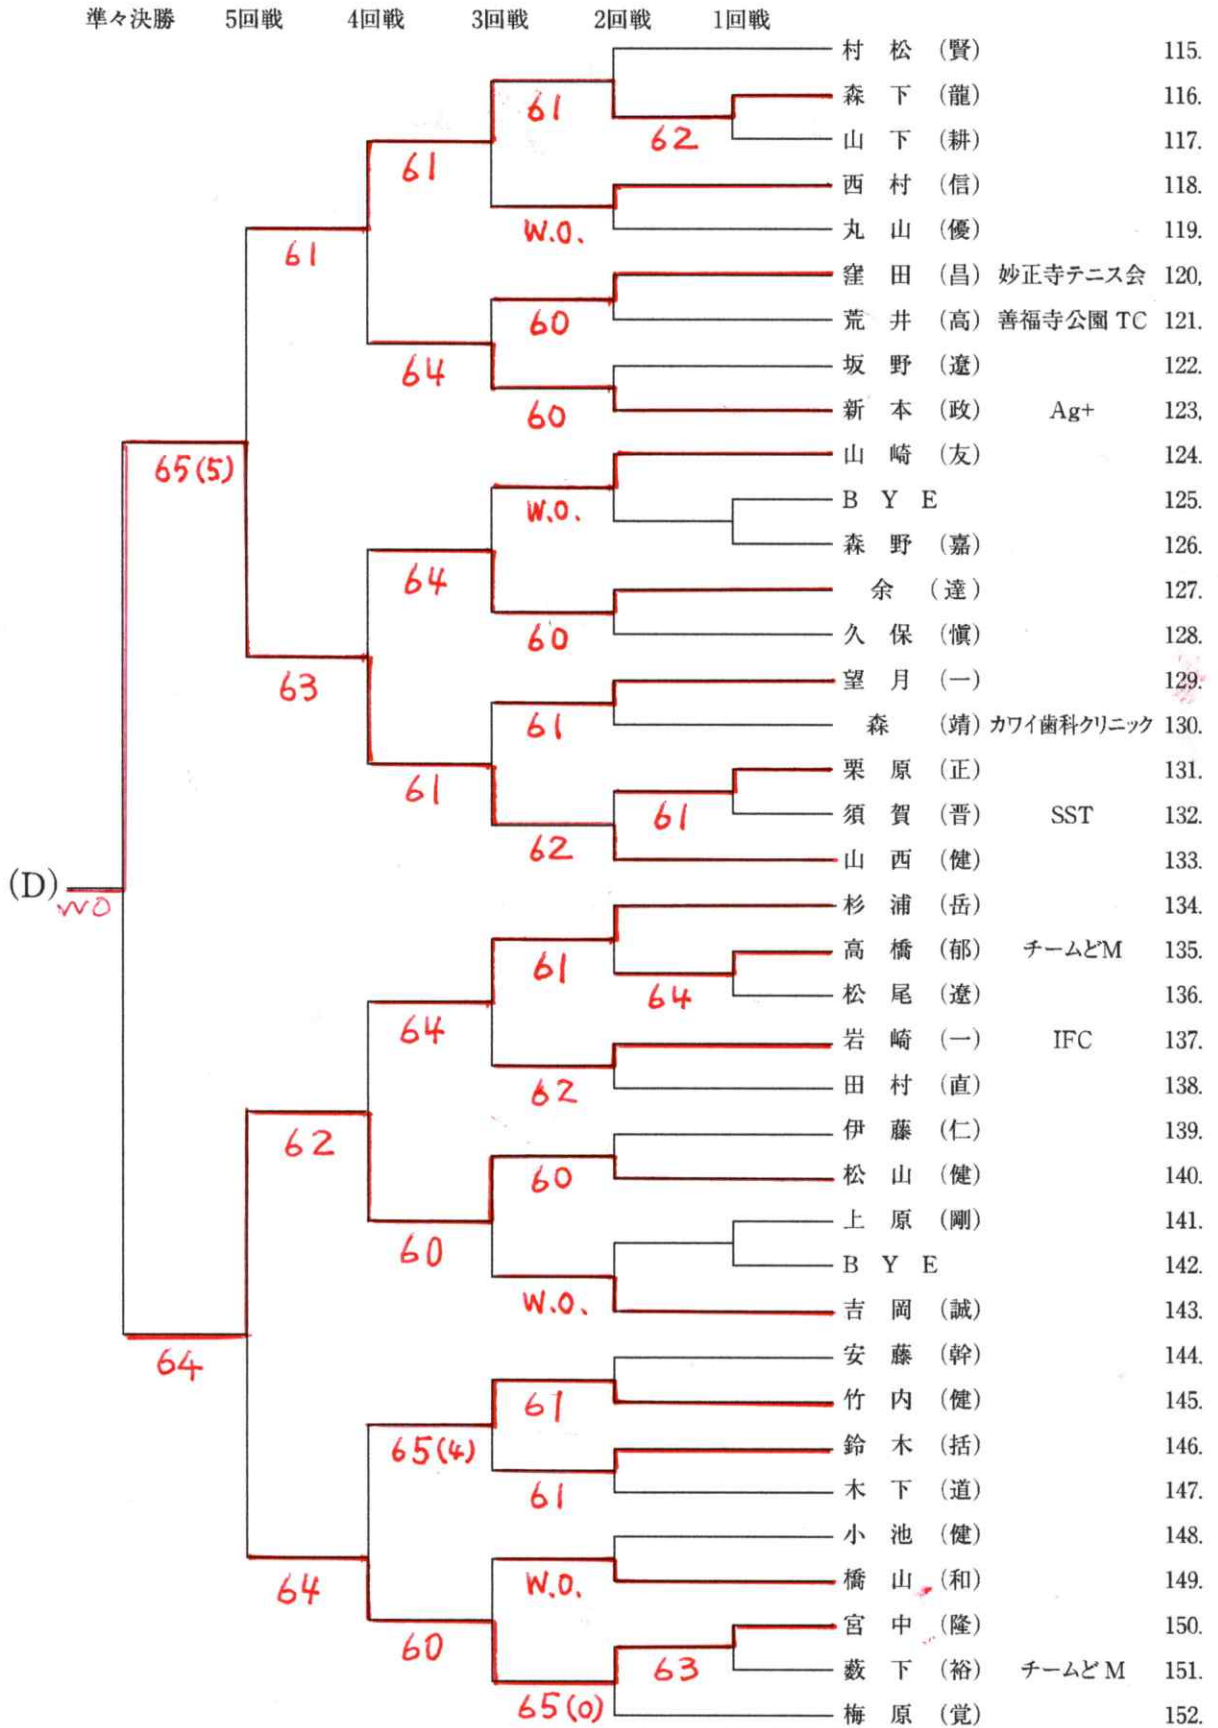 準々決勝 5回戦 4回戦 3回戦 2回戦 1回戦
村 松 (賢) 115.
61
森 下 (龍) 116.
62
山 下 (耕) 117.
61
西 村 (信) 118.
W.O.
丸 山 (優) 119.
61
窪 田 (昌) 妙正寺テニス会 120,
60
荒 井 (高) 善福寺公園 TC 121.
64
坂 野 (遼) 122.
60
新 本 (政) Ag+ 123,
65(5)
山 崎 (友) 124.
W.O.
B Y E 125.
森 野 (嘉) 126.
64
余 (達) 127.
60
久 保 (愼) 128.
63
望 月 (一) 129.
61
森 (靖) カワイ歯科クリニック 130.
61
栗 原 (正) 131.
61
須 賀 (晋) SST 132.
62
山 西 (健) 133.
(D)
WO
杉 浦 (岳) 134.
61
高 橋 (郁) チームどM 135.
64
松 尾 (遼) 136.
64
岩 崎 (一) IFC 137.
62
田 村 (直) 138.
62
伊 藤 (仁) 139.
60
松 山 (健) 140.
60
上 原 (剛) 141.
B Y E 142.
W.O.
吉 岡 (誠) 143.
64
安 藤 (幹) 144.
61
竹 内 (健) 145.
65(4)
鈴 木 (括) 146.
61
木 下 (道) 147.
64
小 池 (健) 148.
W.O.
橋 山 (和) 149.
60
宮 中 (隆) 150.
63
藪 下 (裕) チームどM 151.
65(0)
梅 原 (覚) 152.